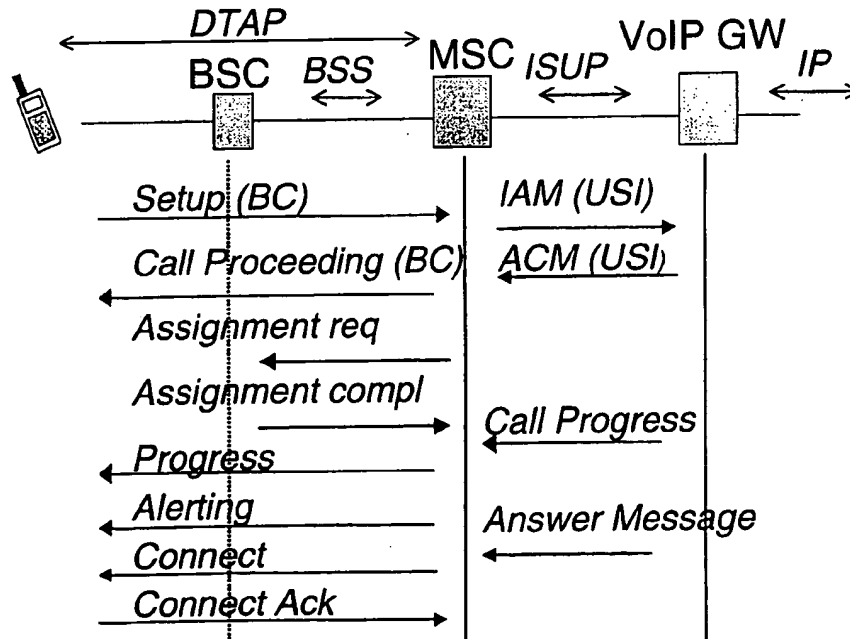 DTAP
BSC
BSS
MSC
ISUP
VoIP GW
IP
Setup (BC)
IAM (USI)
Call Proceeding (BC)
ACM (USI)
Assignment req
Assignment compl
Call Progress
Progress
Alerting
Answer Message
Connect
Connect Ack